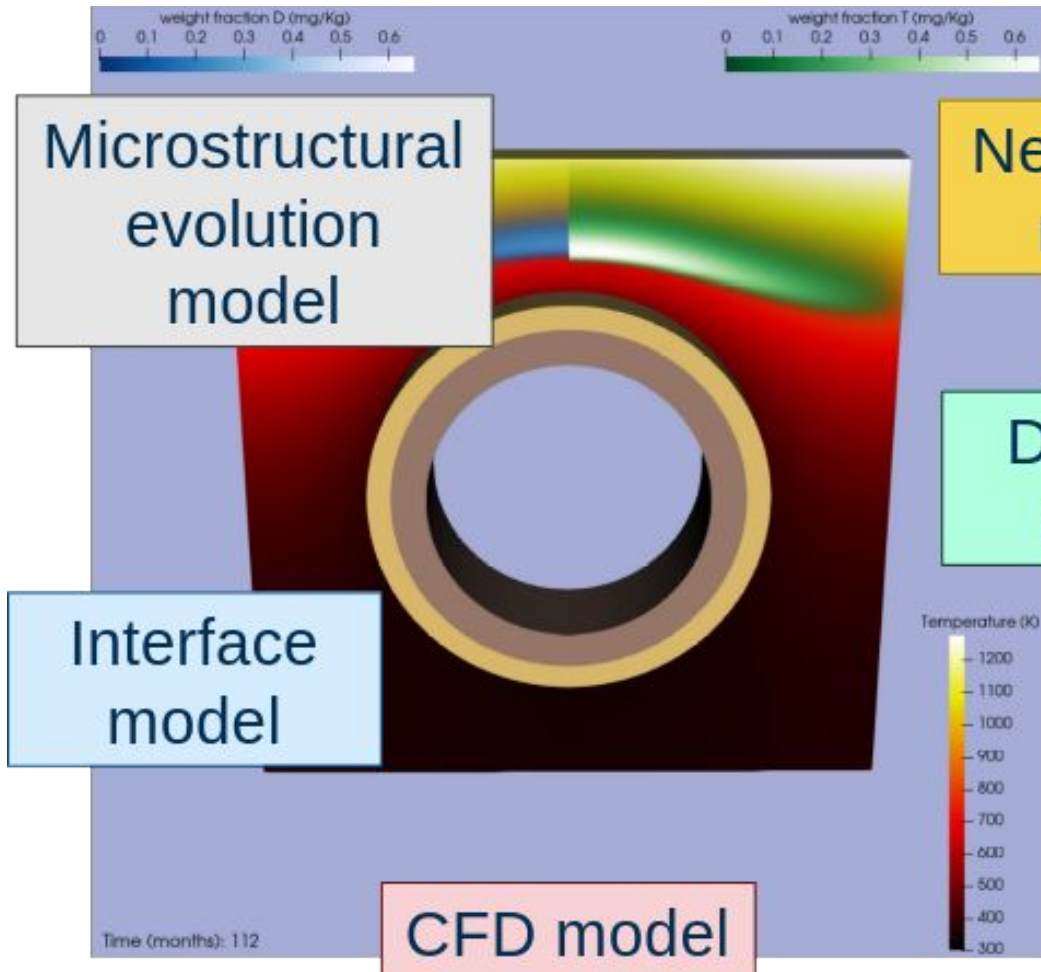 weight fraction D (mg/Kg)
0 0.1 0.2 0.3 0.4 0.5 0.6
weight fraction T (mg/Kg)
0 0.1 0.2 0.3 0.4 0.5 0.6
Microstructural
evolution
model
Ne
D
Interface
model
Temperature (K)
1200
1100
1000
900
800
700
600
500
400
300
CFD model
Time (months): 112